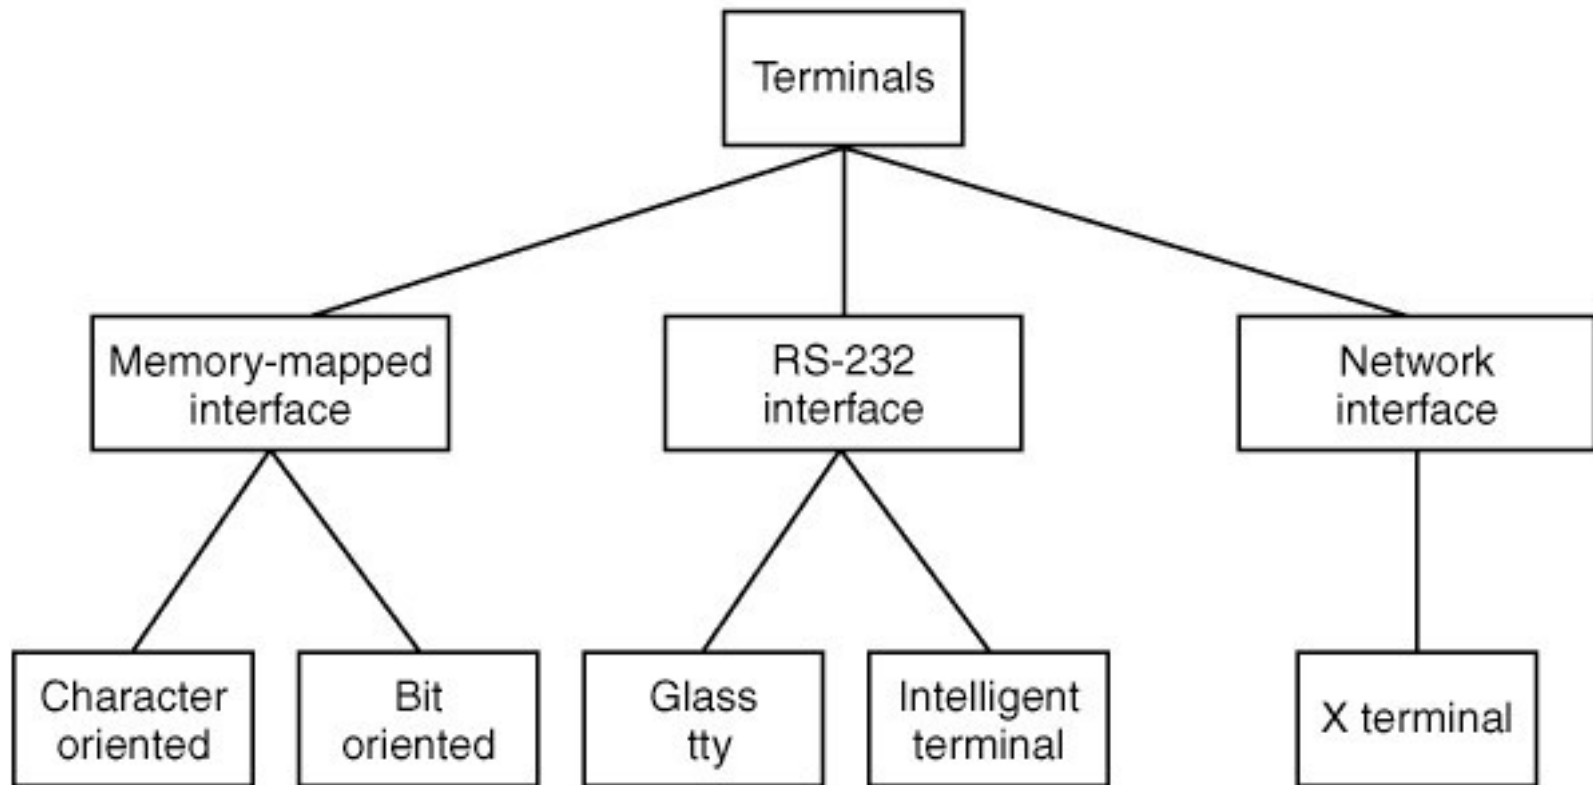 Terminals
Memory-mapped
interface
RS-232
interface
Network
interface
Character
oriented
Bit
oriented
Glass
tty
Intelligent
terminal
X terminal